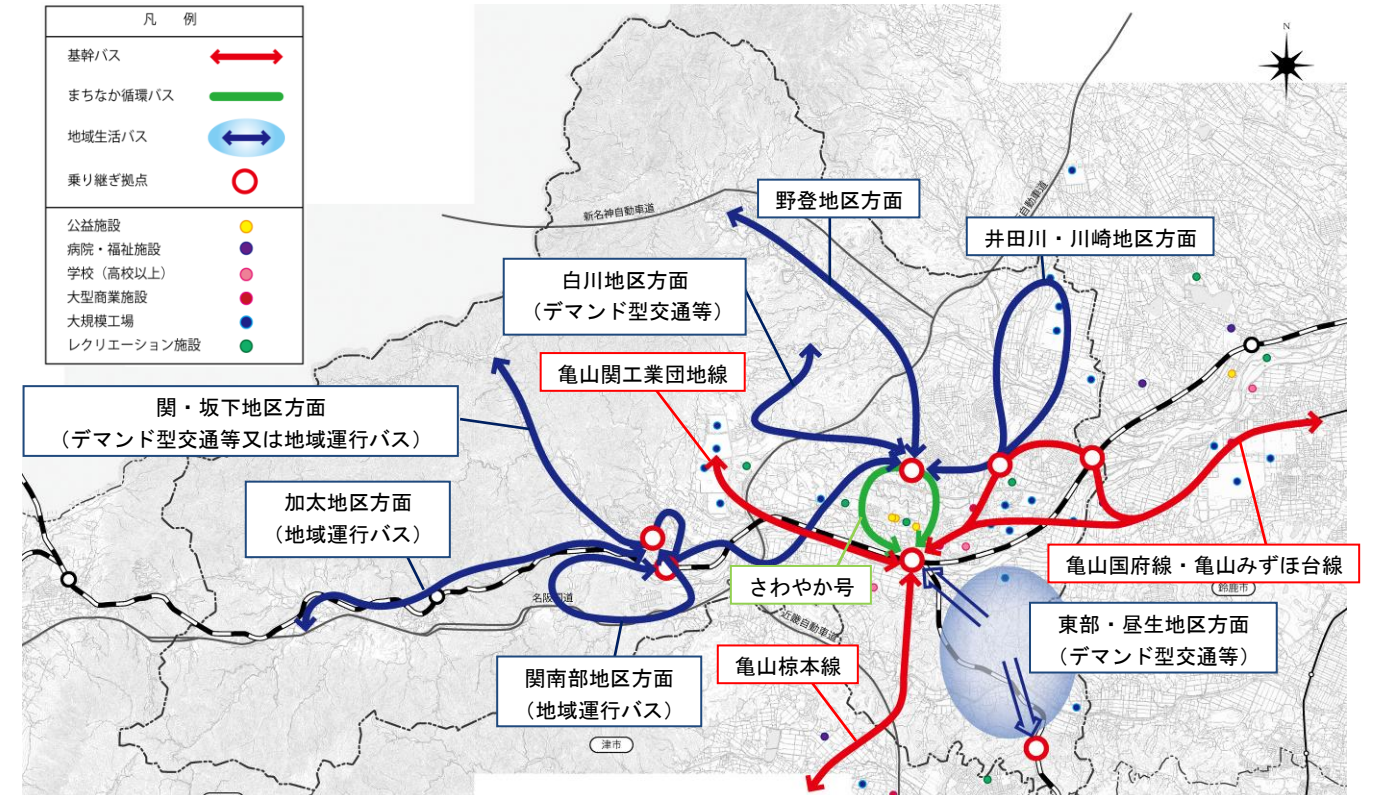 凡 例
基幹バス
まちなか循環バス
地域生活バス
乗り継ぎ拠点
公益施設
病院・福祉施設
学校（高校以上）
大型商業施設
大規模工場
レクリエーション施設
N
新名神自動車道
自動車道
野登地区方面
井田川・川崎地区方面
白川地区方面
（デマンド型交通等）
亀山関工業団地線
関・坂下地区方面
（デマンド型交通等又は地域運行バス）
加太地区方面
（地域運行バス）
さわやか号
亀山国府線・亀山みずほ台線
鈴鹿市
名阪国道
近畿自動車道
東部・昼生地区方面
（デマンド型交通等）
関南部地区方面
（地域運行バス）
亀山椋本線
津市